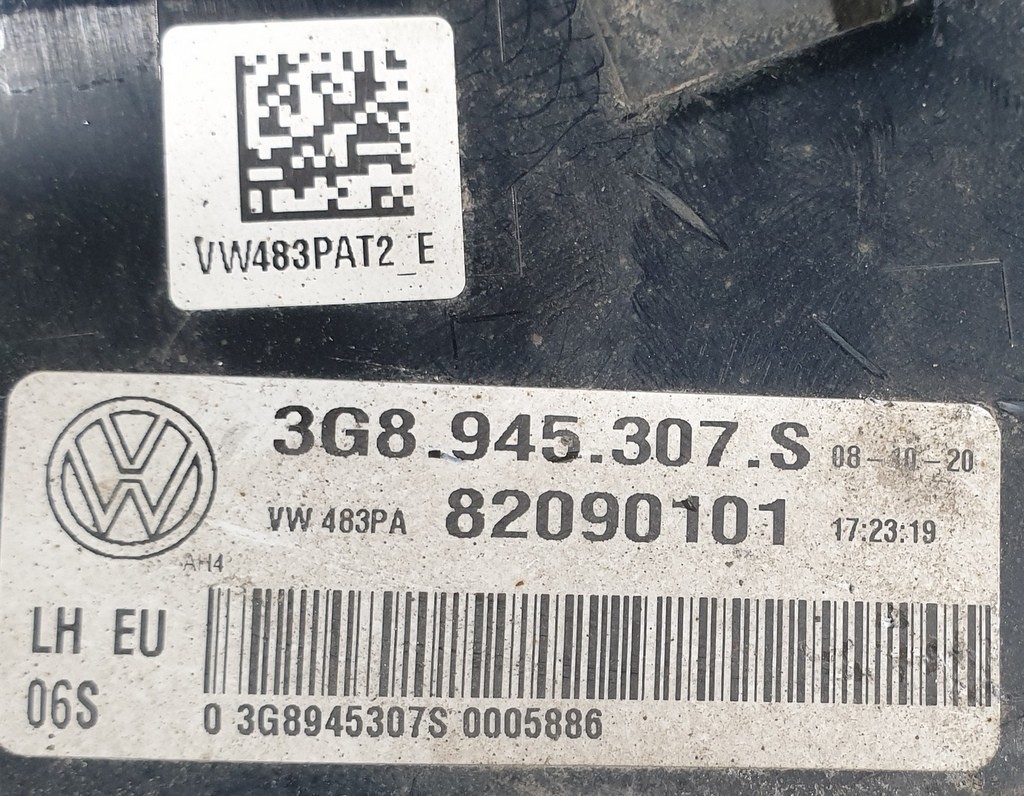 VW483PAT2_E
3G8.945.307.S 08-10-20
VW 483PA 82090101 17:23:19
AH4
LH EU
06S
0 3G8945307S 0005886